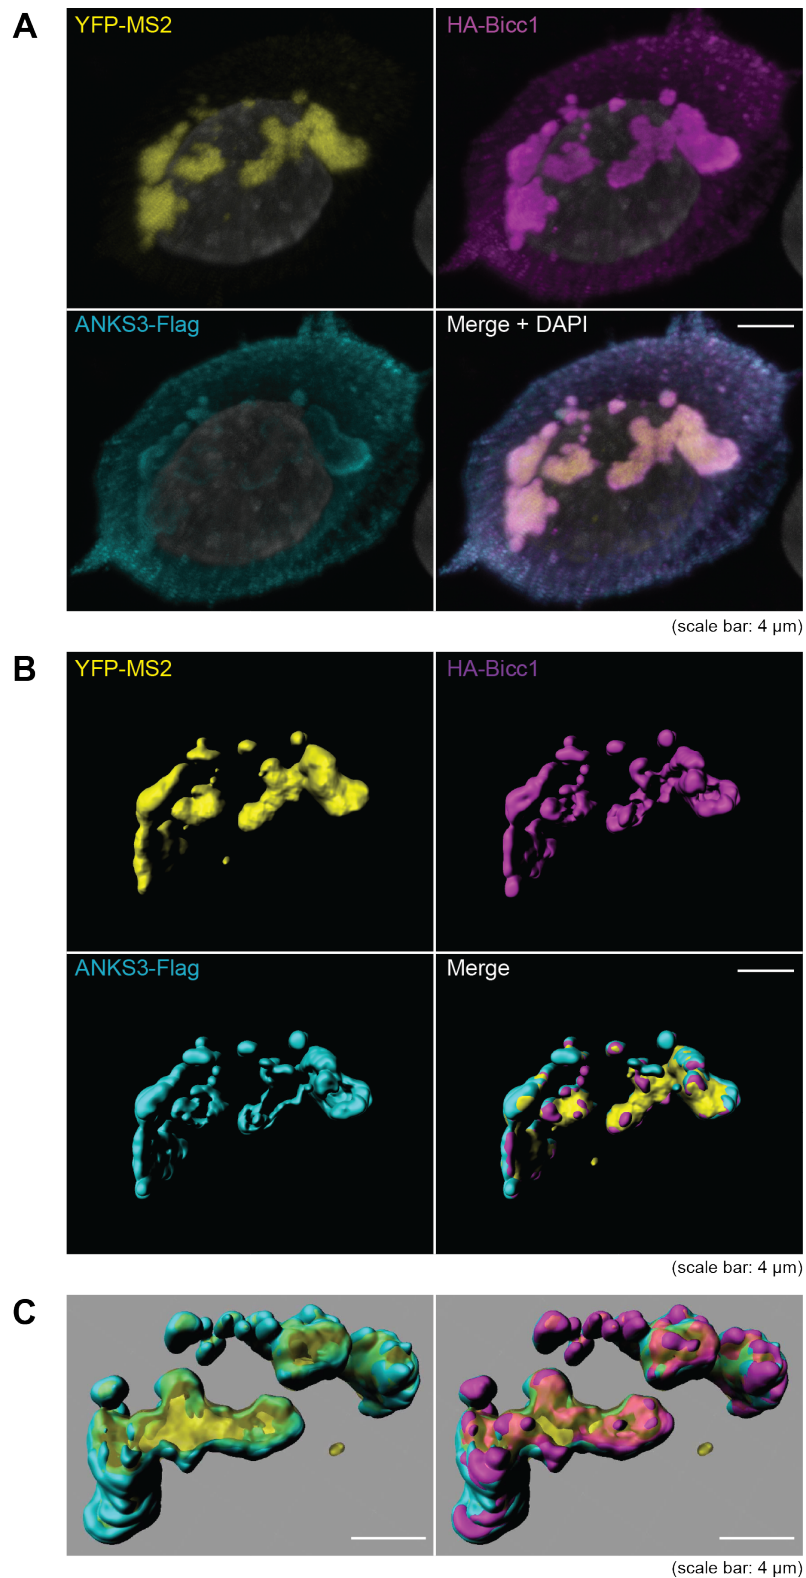 A
YFP-MS2
HA-Bicc1
ANKS3-Flag
Merge + DAPI
(scale bar: 4 µm)
B
YFP-MS2
HA-Bicc1
ANKS3-Flag
Merge
(scale bar: 4 µm)
C
(scale bar: 4 µm)